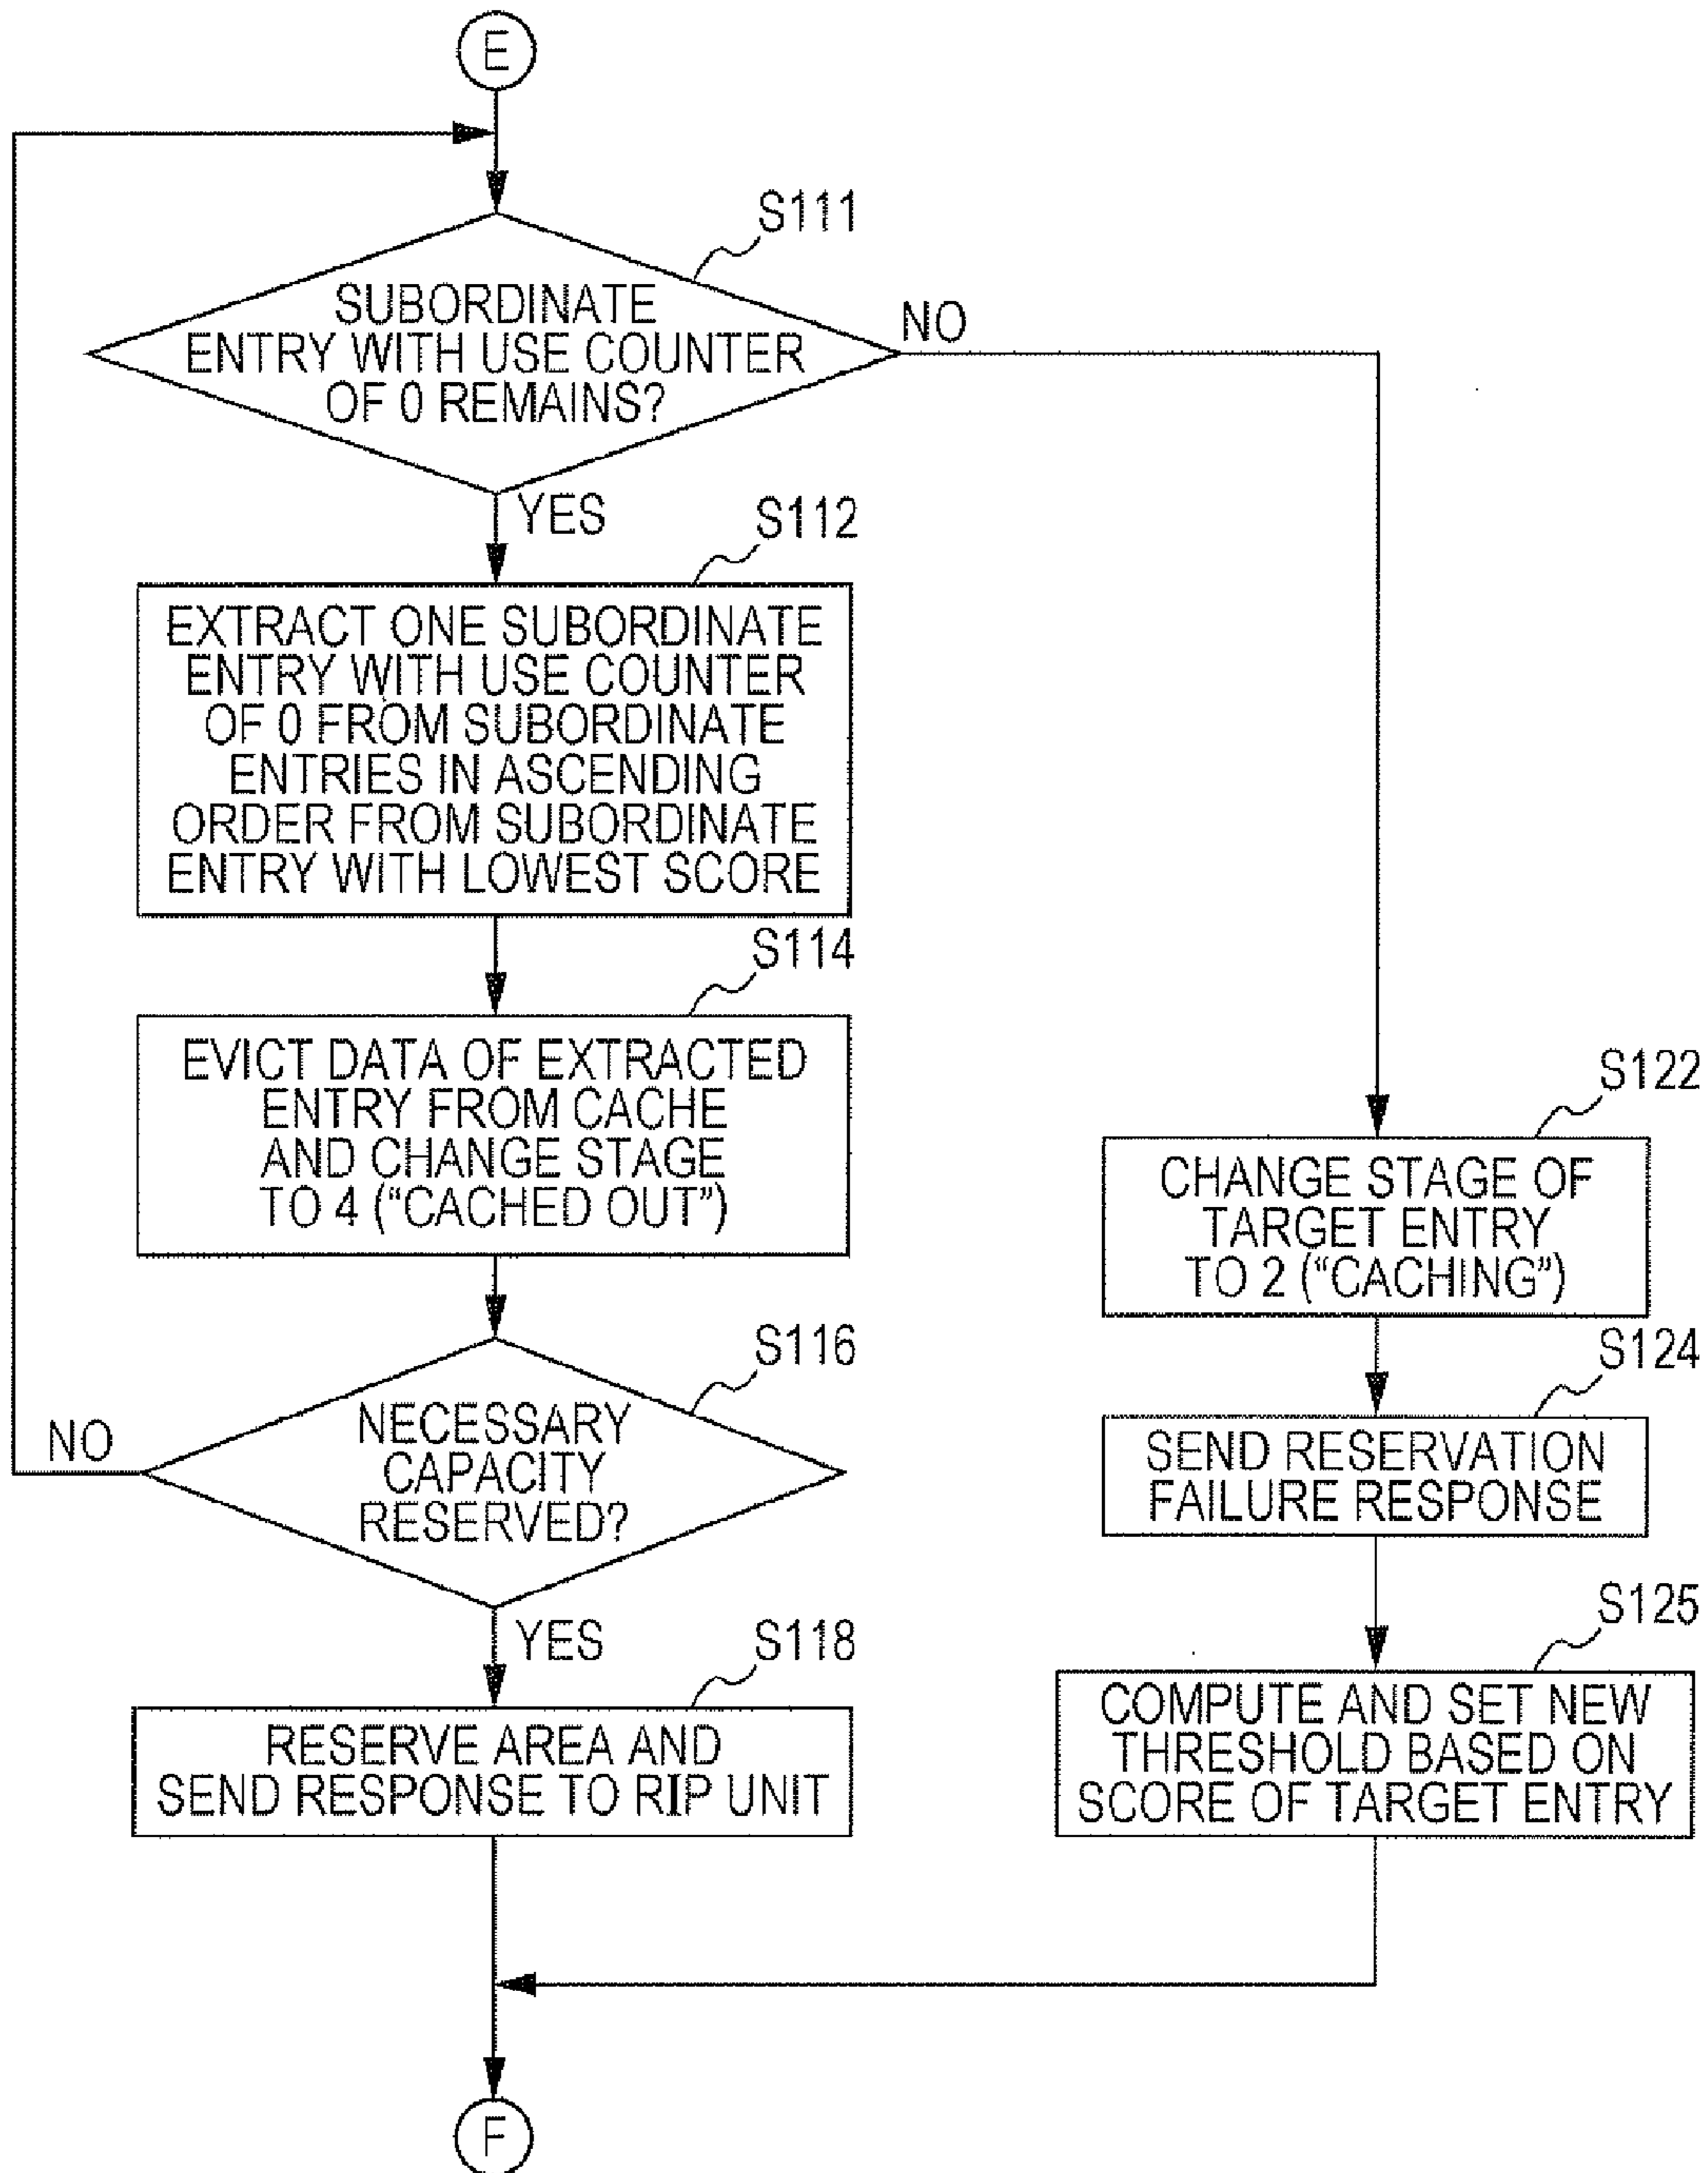 E
S111
SUBORDINATE
ENTRY WITH USE COUNTER
OF 0 REMAINS?
NO
YES
S112
EXTRACT ONE SUBORDINATE
ENTRY WITH USE COUNTER
OF 0 FROM SUBORDINATE
ENTRIES IN ASCENDING
ORDER FROM SUBORDINATE
ENTRY WITH LOWEST SCORE
S114
EVICT DATA OF EXTRACTED
ENTRY FROM CACHE
AND CHANGE STAGE
TO 4 (“CACHED OUT”)
S116
NECESSARY
CAPACITY
RESERVED?
NO
YES
S118
RESERVE AREA AND
SEND RESPONSE TO RIP UNIT
S122
CHANGE STAGE OF
TARGET ENTRY
TO 2 (“CACHING”)
S124
SEND RESERVATION
FAILURE RESPONSE
S125
COMPUTE AND SET NEW
THRESHOLD BASED ON
SCORE OF TARGET ENTRY
F